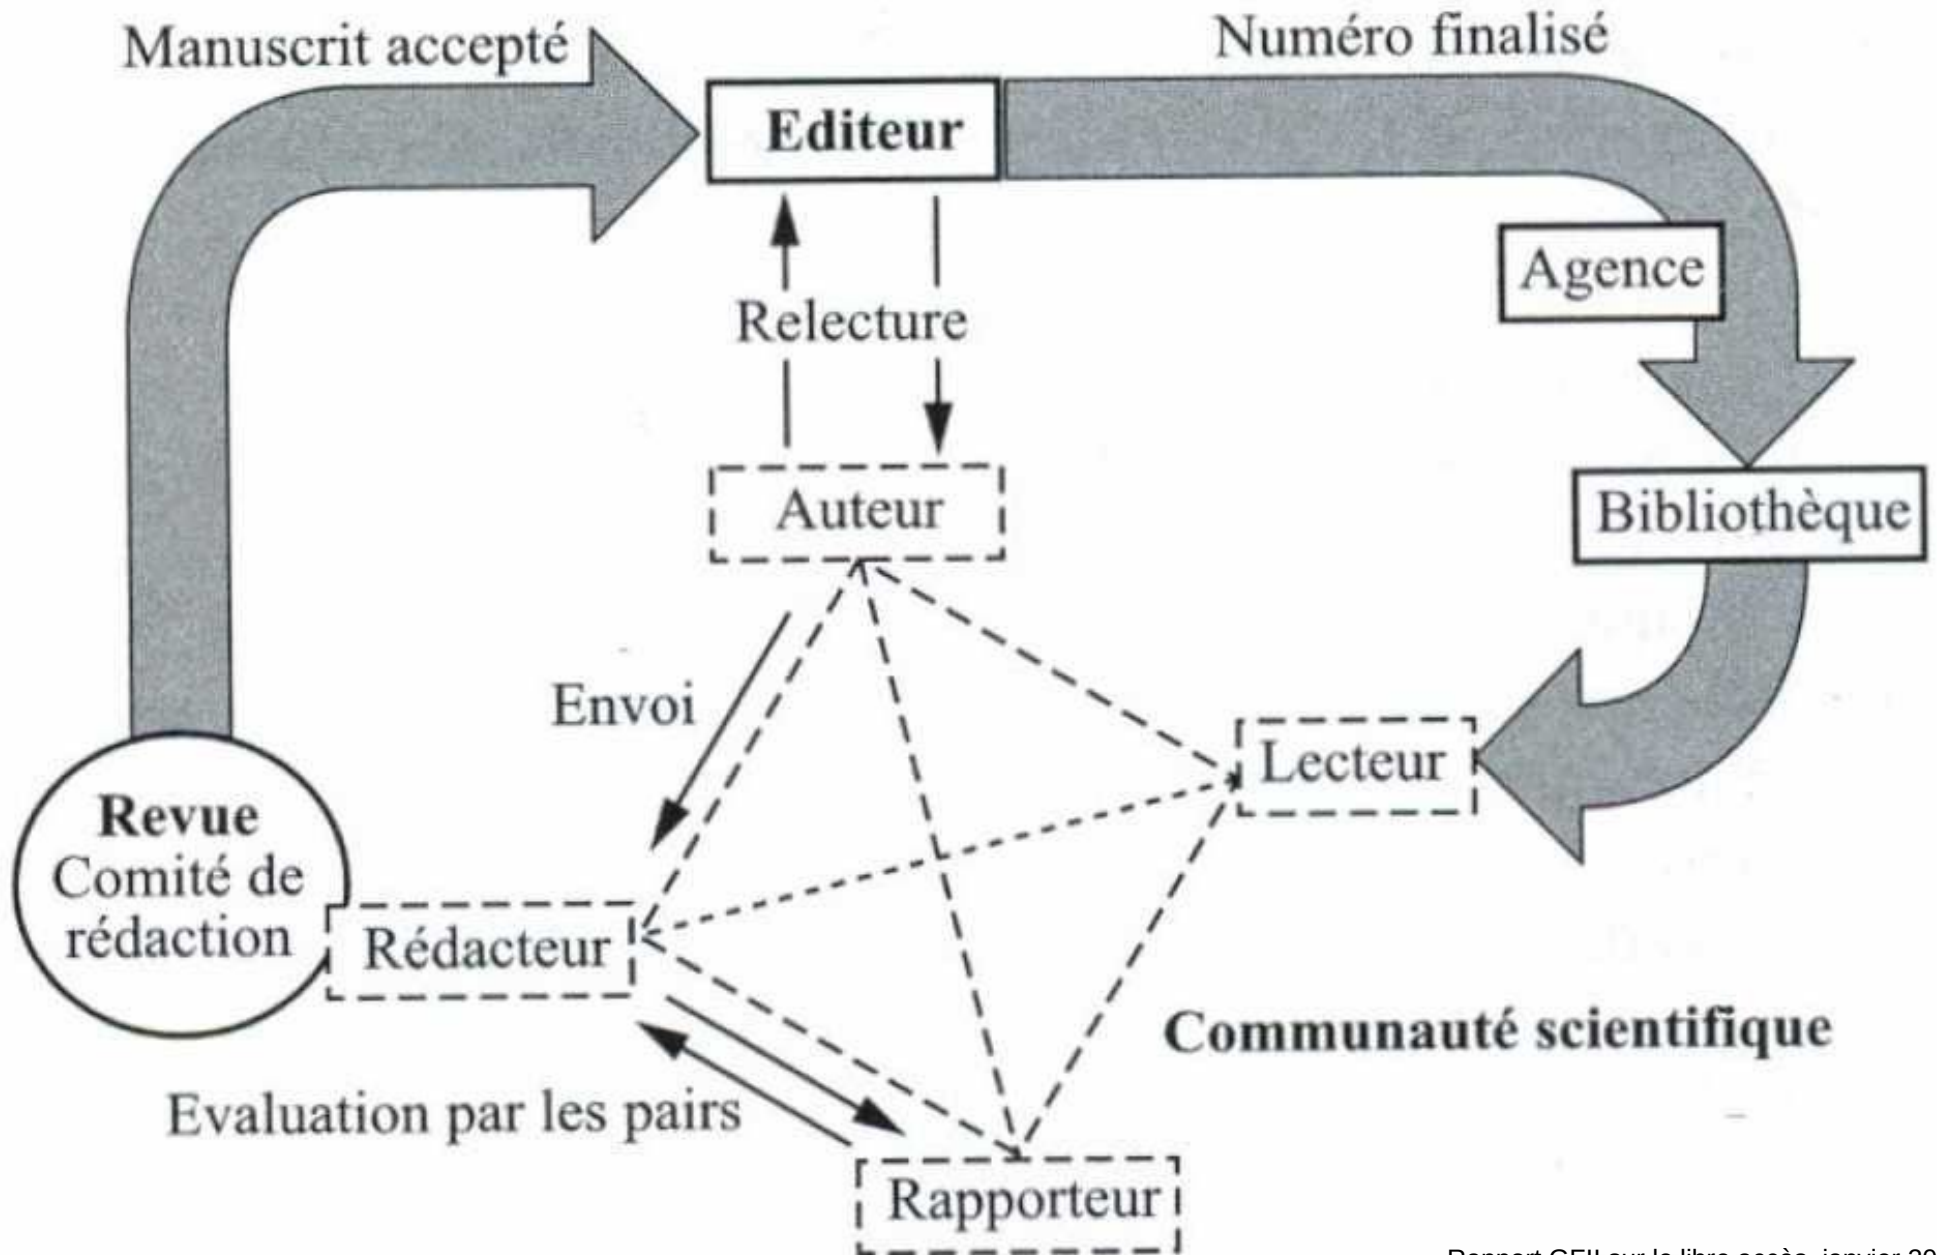 Manuscrit accepté
Numéro finalisé
Editeur
Agence
Relecture
Auteur
Bibliothèque
Envoi
Lecteur
Revue
Comité de
rédaction
Rédacteur
Communauté scientifique
Evaluation par les pairs
Rapporteur